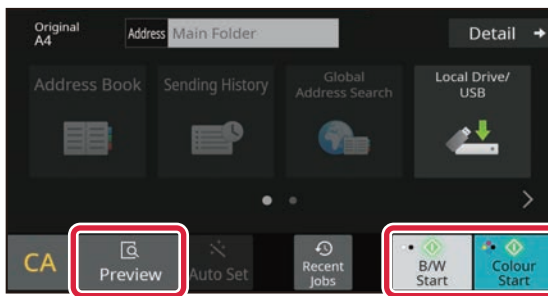 Original
A4
Address Main Folder
Detail
Address Book
Sending History
Global
Address Search
Local Drive/
USB
CA
Preview
Auto Set
Recent
Jobs
B/W
Start
Colour
Start